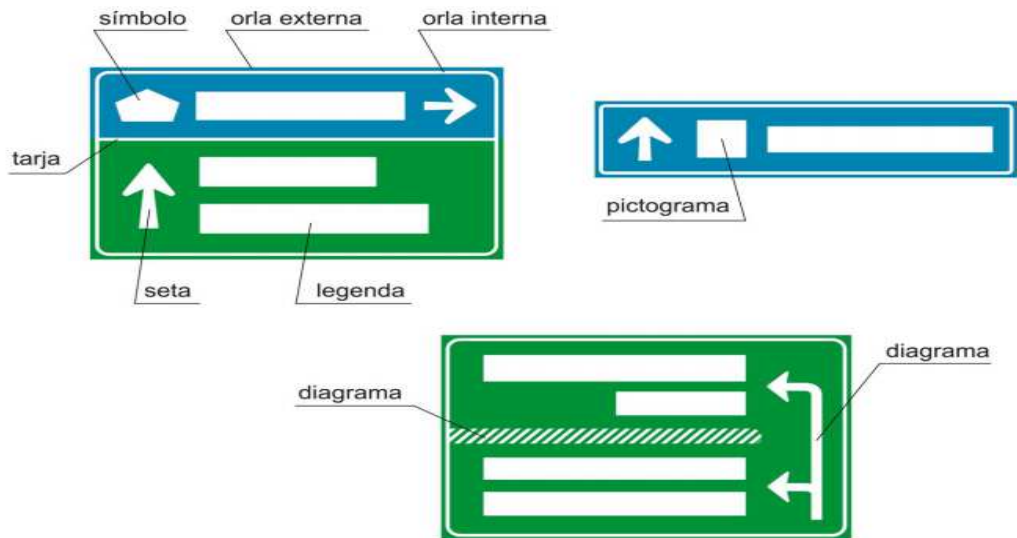 símbolo
orla externa
orla interna
tarja
pictograma
seta
legenda
diagrama
diagrama